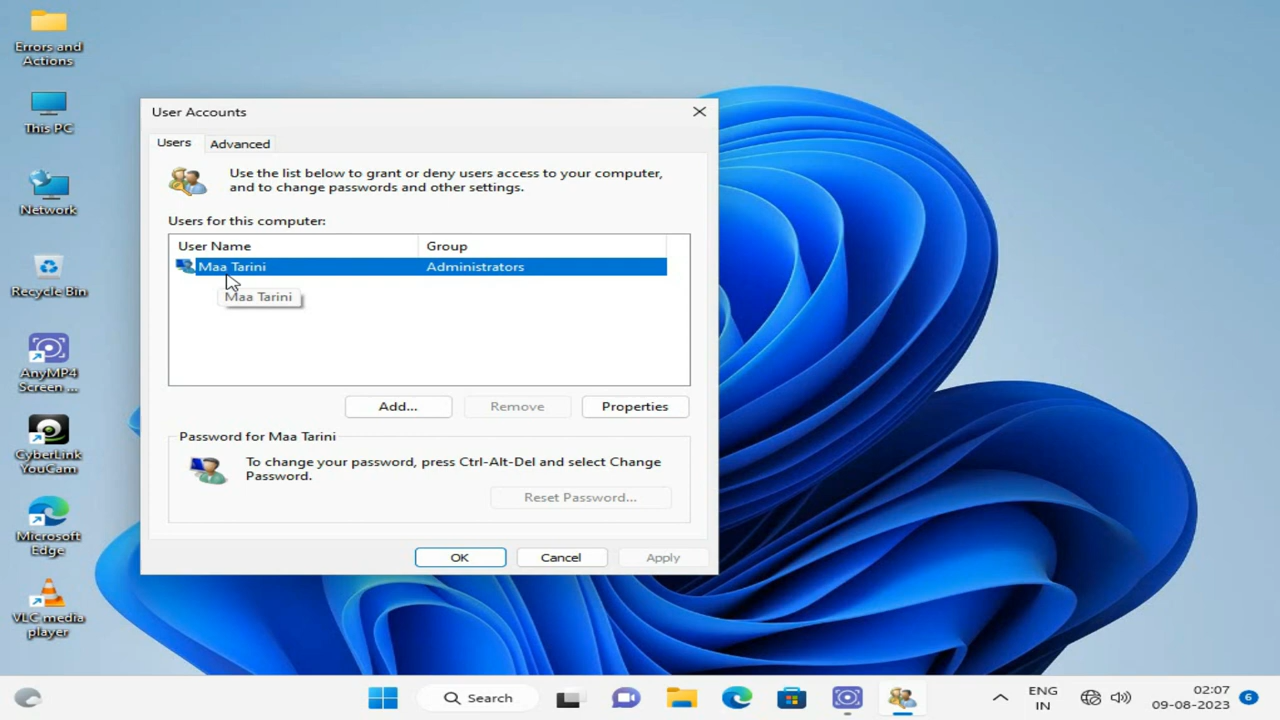 Errors and
Actions
This PC
Network
Recycle Bin
AnyMP4
Screen ...
CyberLink
YouCam
Microsoft
Edge
VLC media
player
User Accounts
Users
Advanced
Use the list below to grant or deny users access to your computer,
and to change passwords and other settings.
Users for this computer:
User Name
Group
Maa Tarini
Administrators
Maa Tarini
Add...
Remove
Properties
Password for Maa Tarini
To change your password, press Ctrl-Alt-Del and select Change
Password.
Reset Password...
OK
Cancel
Apply
Search
ENG
IN
02:07
09-08-2023
6